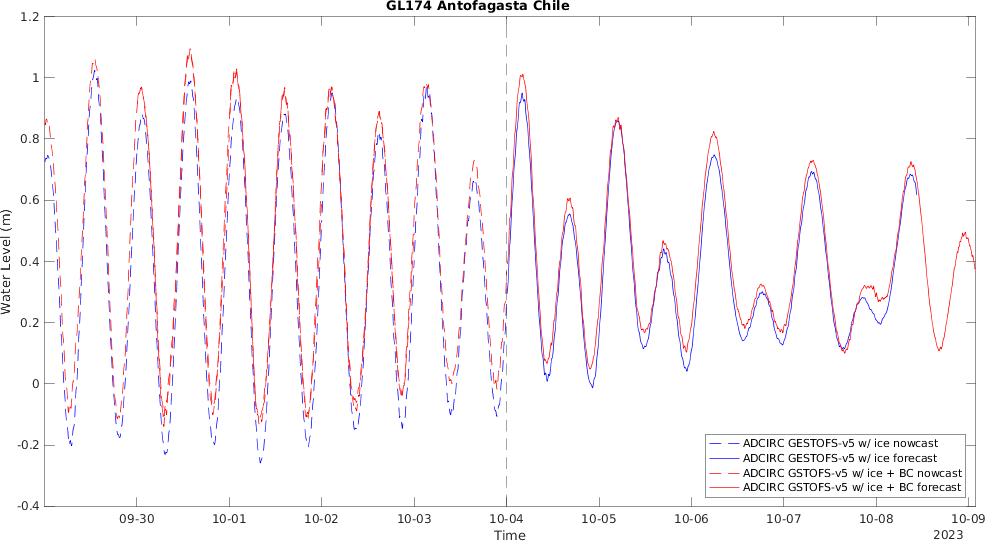 GL174 Antofagasta Chile
1.2
1
0.8
0.6
0.4
0.2
0
-0.2
-0.4
Water Level (m)
09-30 10-01 10-02 10-03 10-04 10-05 10-06 10-07 10-08 10-09
Time
2023
ADCIRC GESTOFS-v5 w/ ice nowcast
ADCIRC GESTOFS-v5 w/ ice forecast
ADCIRC GSTOFS-v5 w/ ice + BC nowcast
ADCIRC GSTOFS-v5 w/ ice + BC forecast